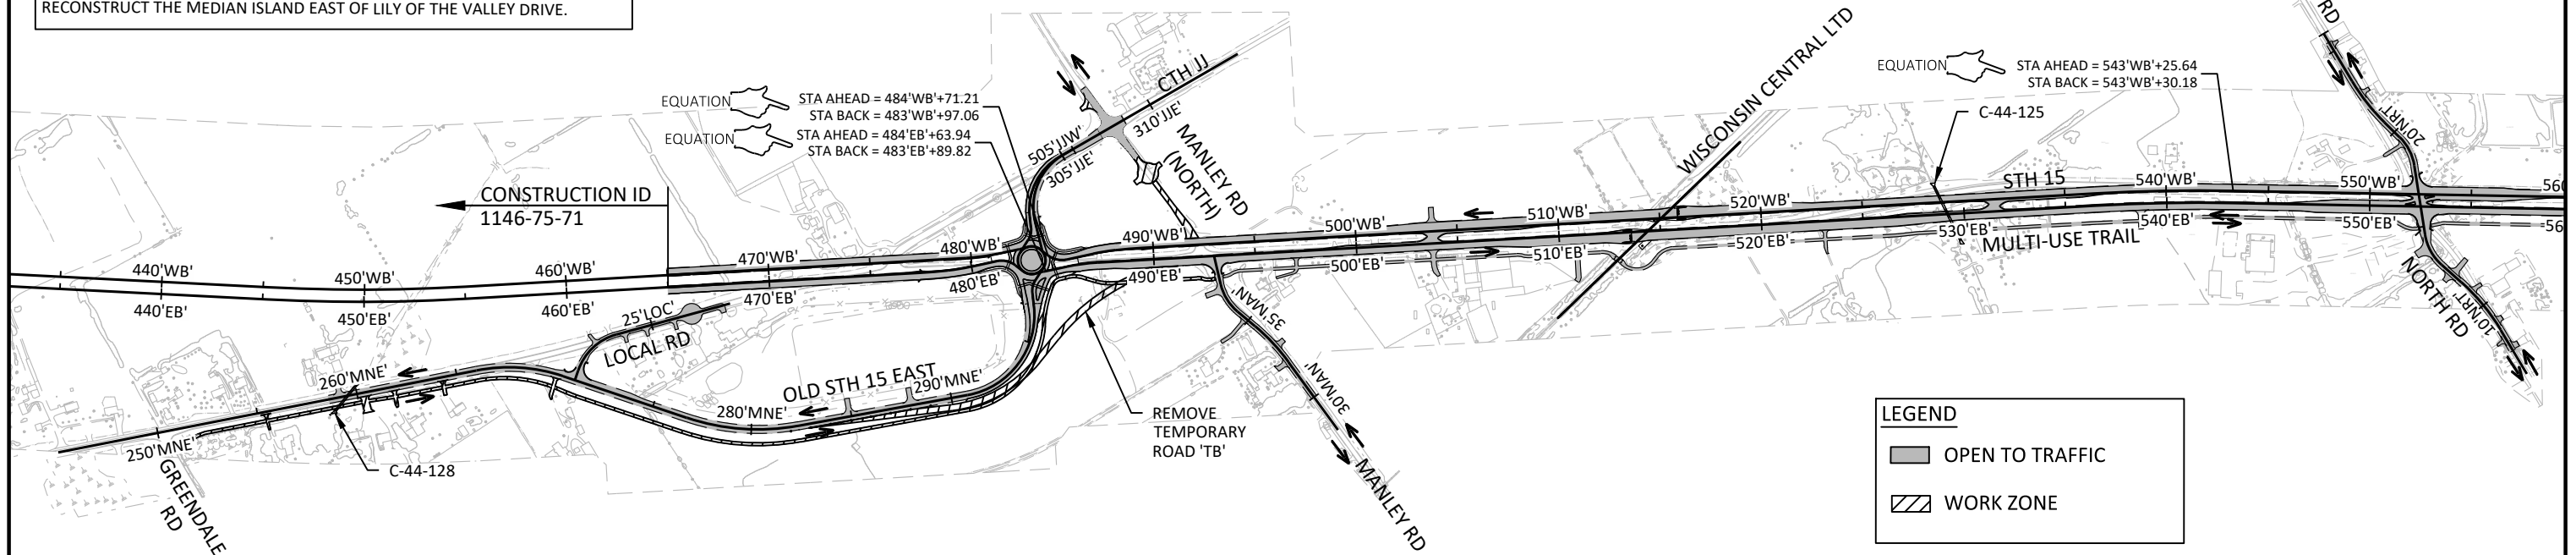 RECONSTRUCT THE MEDIAN ISLAND EAST OF LILY OF THE VALLEY DRIVE.
EQUATION
STA AHEAD = 484'WB'+71.21
STA BACK = 483'WB'+97.06
EQUATION
STA AHEAD = 484'EB'+63.94
STA BACK = 483'EB'+89.82
CONSTRUCTION ID
1146-75-71
CTH JJ
310'JJE'
505'JJW'
305'JJE'
MANLEY RD
(NORTH)
WISCONSIN CENTRAL LTD
EQUATION
STA AHEAD = 543'WB'+25.64
STA BACK = 543'WB'+30.18
C-44-125
RD
20'NRT'
STH 15
440'WB'
450'WB'
460'WB'
470'WB'
480'WB'
490'WB'
500'WB'
510'WB'
520'WB'
540'WB'
550'WB'
560
440'EB'
450'EB'
460'EB'
470'EB'
480'EB'
490'EB'
500'EB'
510'EB'
520'EB'
530'EB'
540'EB'
550'EB'
56
MULTI-USE TRAIL
25'LOC'
LOCAL RD
OLD STH 15 EAST
250'MNE'
260'MNE'
280'MNE'
290'MNE'
C-44-128
GREENDALE
RD
REMOVE
TEMPORARY
ROAD 'TB'
35'MAN'
30'MAN'
MANLEY RD
NORTH RD
10'NRT'
LEGEND
OPEN TO TRAFFIC
WORK ZONE